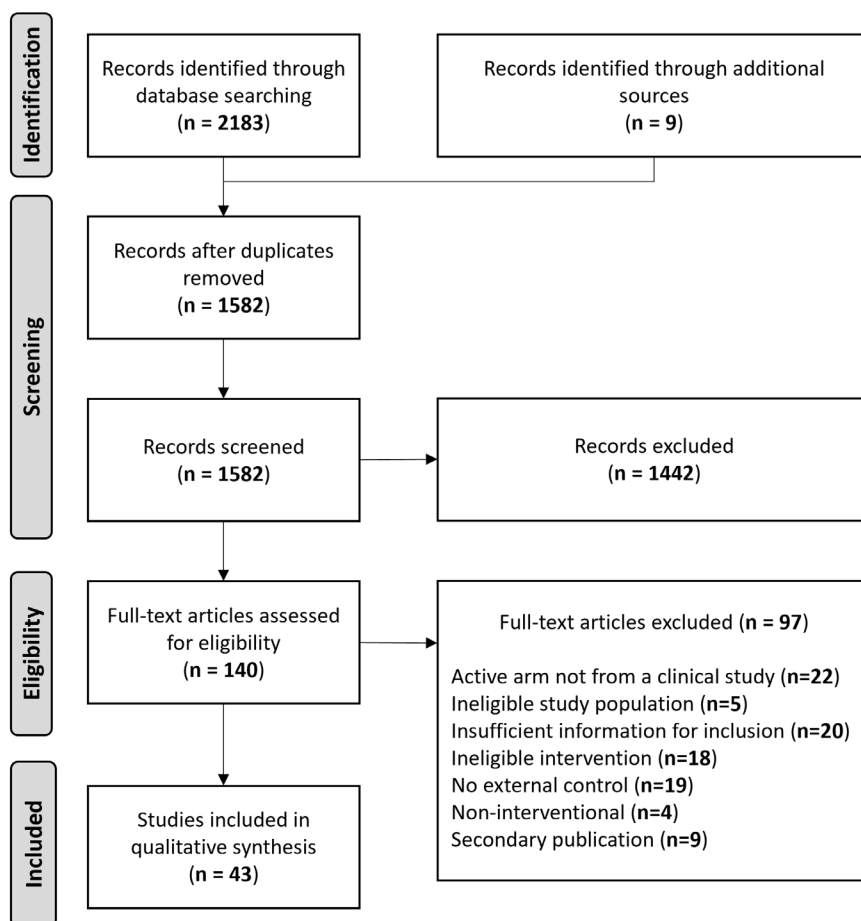 Identification
Records identified through
database searching
(n = 2183)
Records identified through additional
sources
(n = 9)
Screening
Records after duplicates
removed
(n = 1582)
Records screened
(n = 1582)
Records excluded
(n = 1442)
Eligibility
Full-text articles assessed
for eligibility
(n = 140)
Full-text articles excluded (n = 97)
Active arm not from a clinical study (n=22)
Ineligible study population (n=5)
Insufficient information for inclusion (n=20)
Ineligible intervention (n=18)
No external control (n=19)
Non-interventional (n=4)
Secondary publication (n=9)
Included
Studies included in
qualitative synthesis
(n = 43)